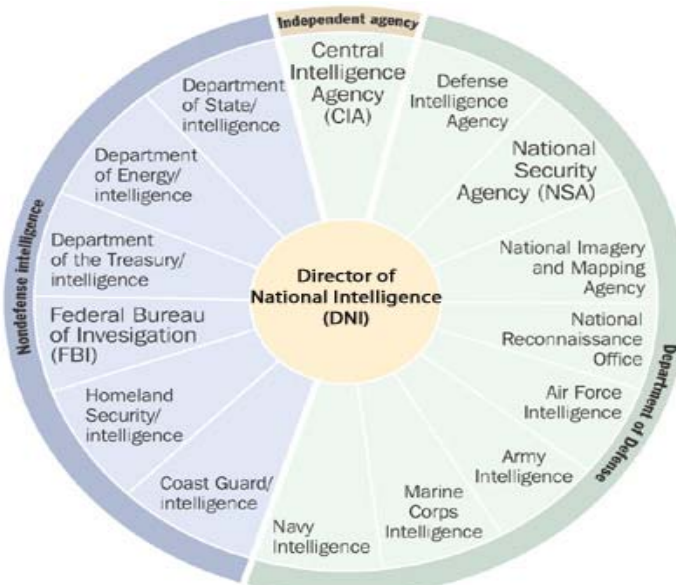 Independent agency
Central
Intelligence
Agency
(CIA)
Defense
Intelligence
Agency
National
Security
Agency (NSA)
National Imagery
and Mapping
Agency
National
Reconnaissance
Office
Air Force
Intelligence
Army
Intelligence
Marine
Corps
Intelligence
Navy
Intelligence
Department of Defense
Coast Guard/
intelligence
Homeland
Security/
intelligence
Federal Bureau
of Invesigation
(FBI)
Department
of the Treasury/
intelligence
Department
of Energy/
intelligence
Department
of State/
intelligence
Nondefense intelligence
Director of
National Intelligence
(DNI)